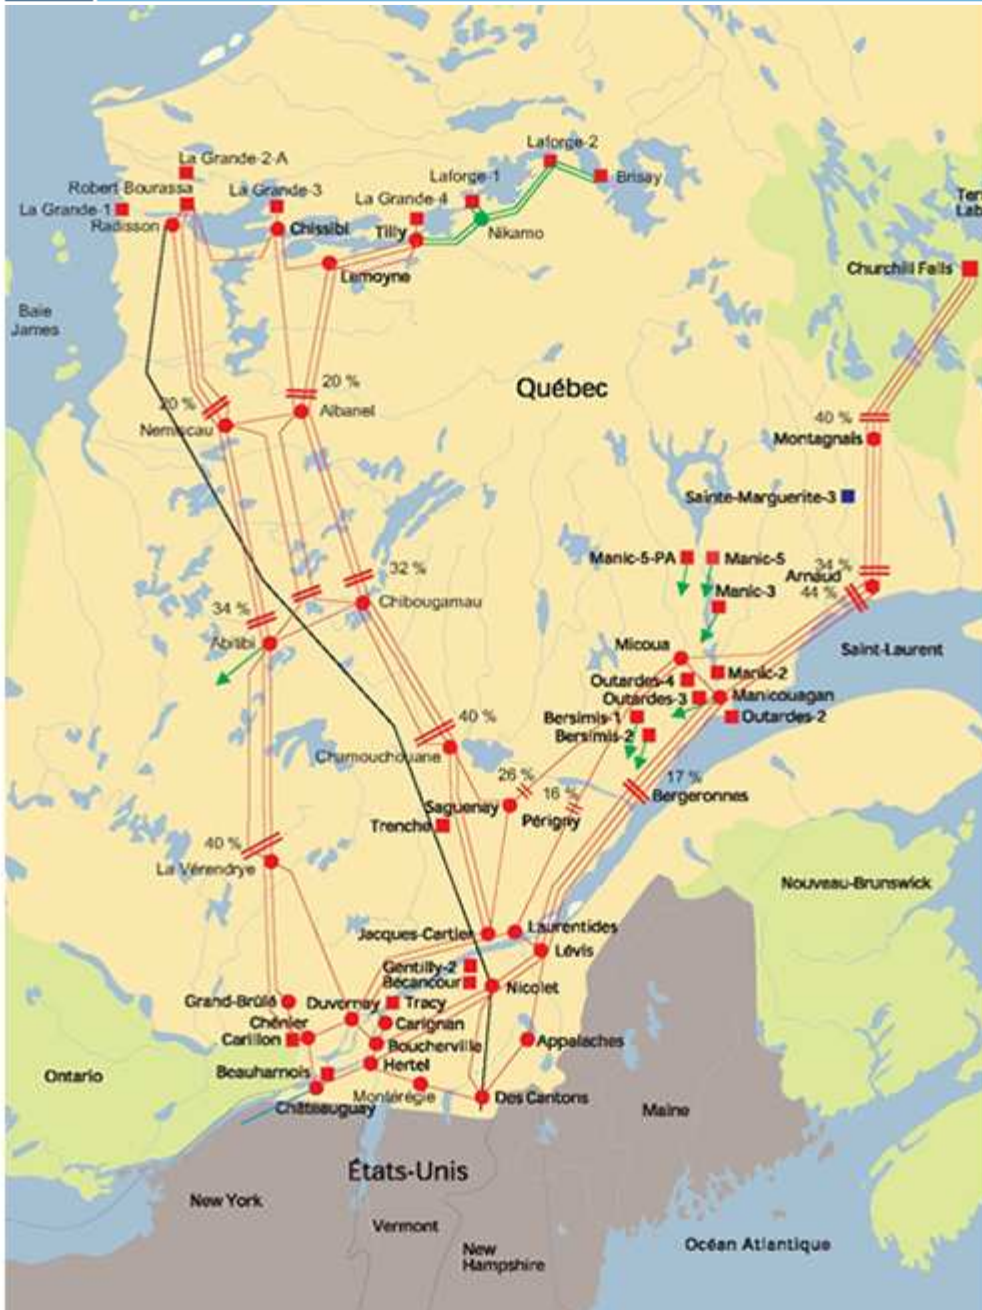 Laforge-2
La Grande-2-A
Laforge-1
Brisay
Robert Bourassa
La Grande-3
La Grande-4
La Grande-1
Radisson
Chissibi
Tilly
Nikamo
Lemoyne
Churchill Falls
Baie
James
Québec
20 %
20 %
Albanel
Nemiscau
40 %
Montagnais
Sainte-Marguerite-3
Manic-5-PA
Manic-5
34 %
Arnaud
44 %
Manic-3
32 %
Chibougamau
34 %
Abitibi
Micoua
Saint-Laurent
Manic-2
Outardes-4
Outardes-3
Manicouagan
Bersimis-1
Outardes-2
Bersimis-2
40 %
Chamouchouane
26 %
17 %
16 %
Bergeronnes
Saguenay
Périgny
Trenche
40 %
La Vérendrye
Nouveau-Brunswick
Laurentides
Jacques-Cartier
Lévis
Gentilly-2
Bécancour
Nicolet
Grand-Brûlé
Duvernay
Tracy
Chénier
Carignan
Carillon
Boucherville
Appalaches
Hertel
Beauharnois
Ontario
Montérégie
Des Cantons
Châteauguay
Maine
États-Unis
New York
Vermont
New
Hampshire
Océan Atlantique